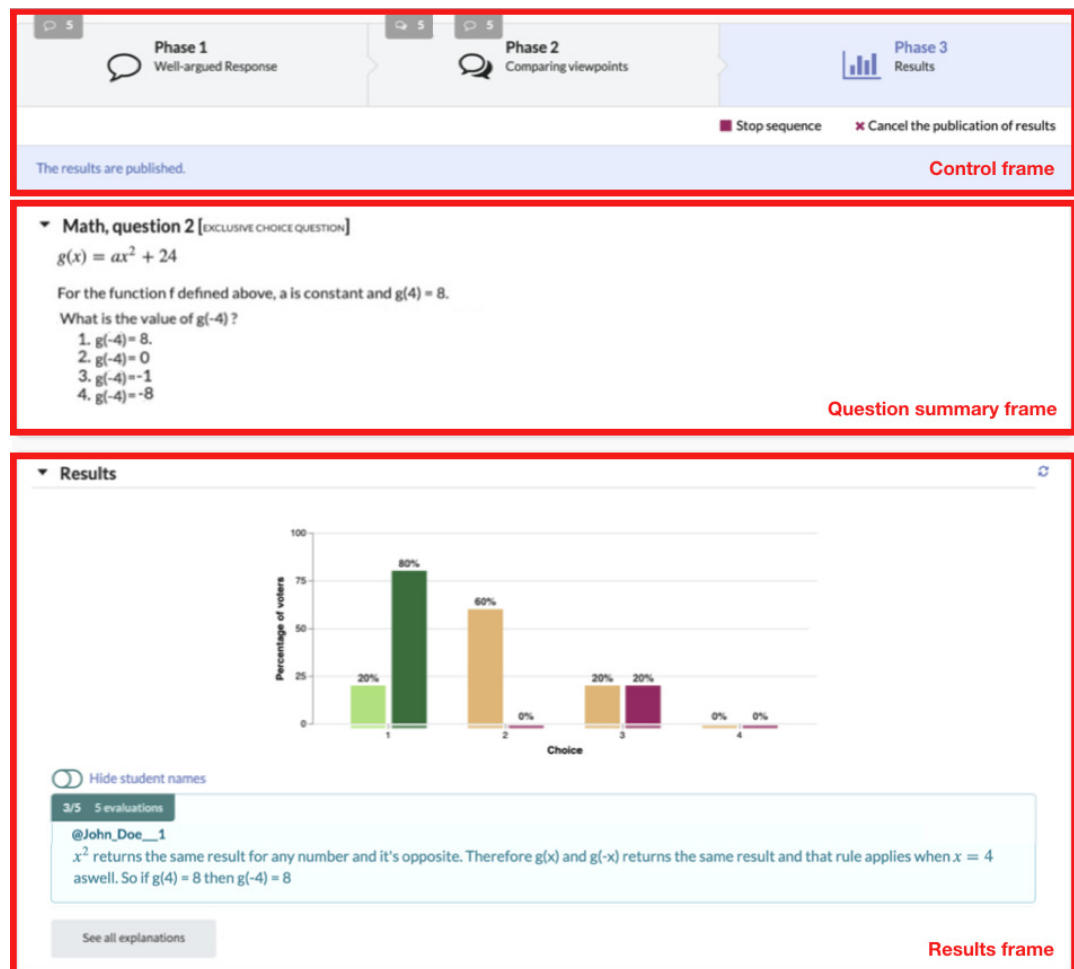 5
5
5
Phase 1
Well-argued Response
Phase 2
Comparing viewpoints
Phase 3
Results
Stop sequence
× Cancel the publication of results
The results are published.
Control frame
Math, question 2 [EXCLUSIVE CHOICE QUESTION]
g(x) = ax² + 24
For the function f defined above, a is constant and g(4) = 8.
What is the value of g(-4) ?
1. g(-4)= 8.
2. g(-4)= 0
3. g(-4)=-1
4. g(-4)=-8
Question summary frame
Results
Percentage of voters
100
75
50
25
0
20%
80%
60%
0%
20%
20%
0%
0%
1
2
3
4
Choice
Hide student names
3/5 5 evaluations
@John_Doe__1
x² returns the same result for any number and it's opposite. Therefore g(x) and g(-x) returns the same result and that rule applies when x = 4
aswell. So if g(4) = 8 then g(-4) = 8
See all explanations
Results frame